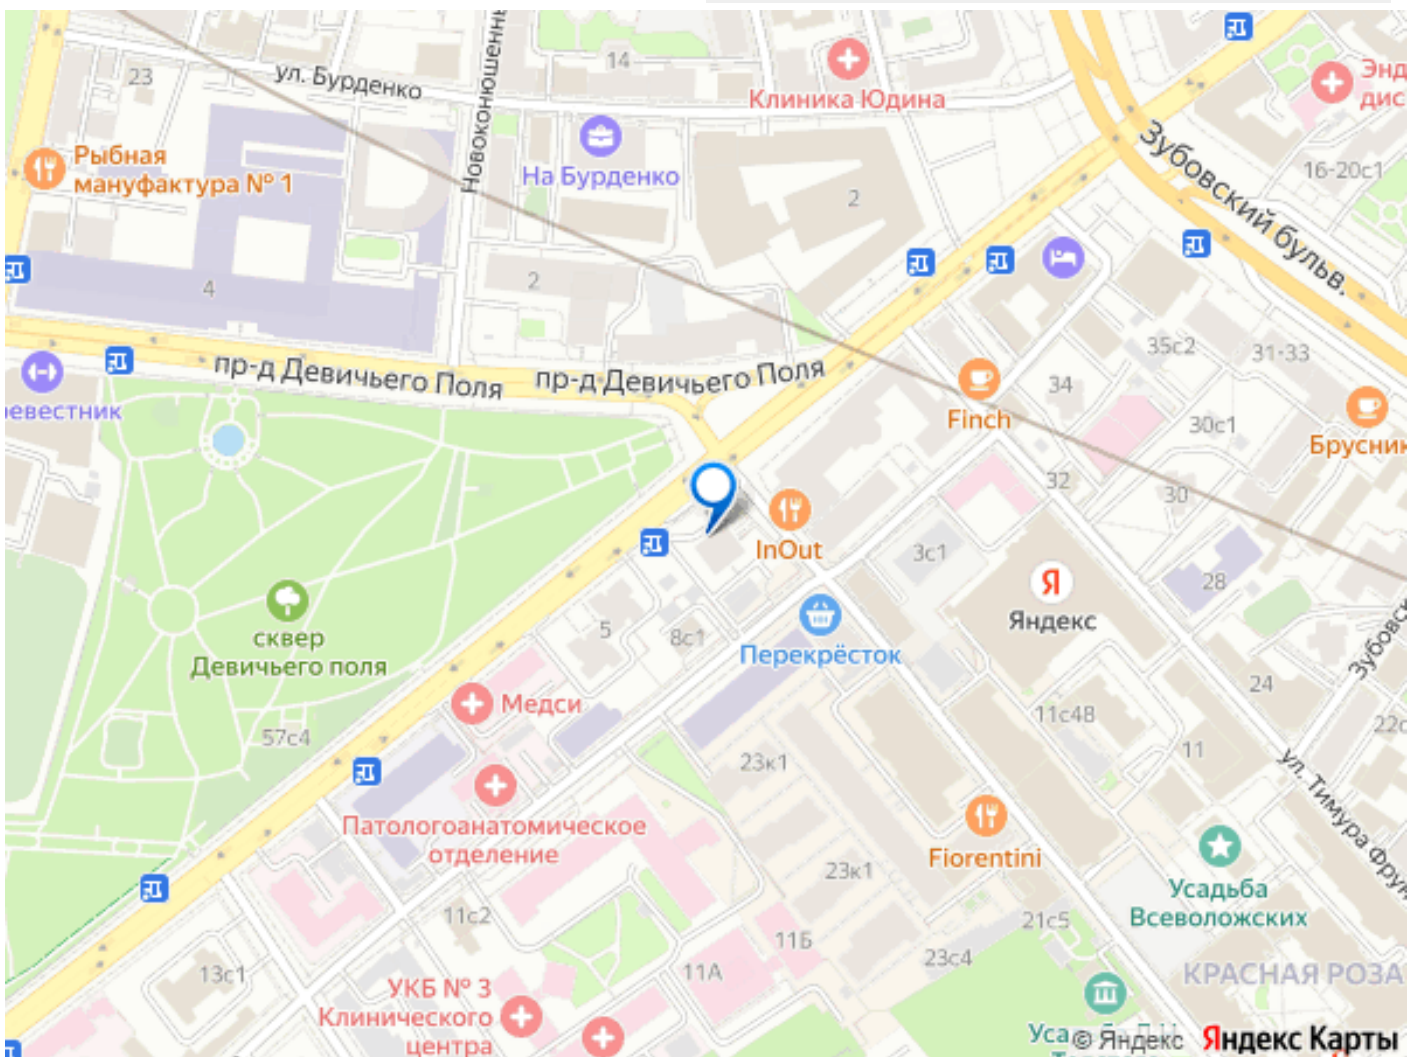 23
ул. Бурденко
Новоконюшенн
14
Клиника Юдина
Энд
дис
Рыбная
мануфактура № 1
На Бурденко
2
Зубовский бульв.
16-20с1
4
2
пр-д Девичьего Поля
пр-д Девичьего Поля
35с2
31-33
34
Finch
30с1
Брусник
ревестник
32
30
InOut
3с1
Яндекс
28
Зубовс
сквер
Девичьего поля
5
8с1
Перекрёсток
24
22с
Медси
11с48
11
57с4
23к1
ул. Тимура Фрун
Патологоанатомическое
отделение
Fiorentini
23к1
Усадьба
Всеволожских
11с2
21с5
11Б
23с4
13с1
11А
КРАСНАЯ РОЗА
УКБ № 3
Клинического
центра
© Яндекс Яндекс Карты